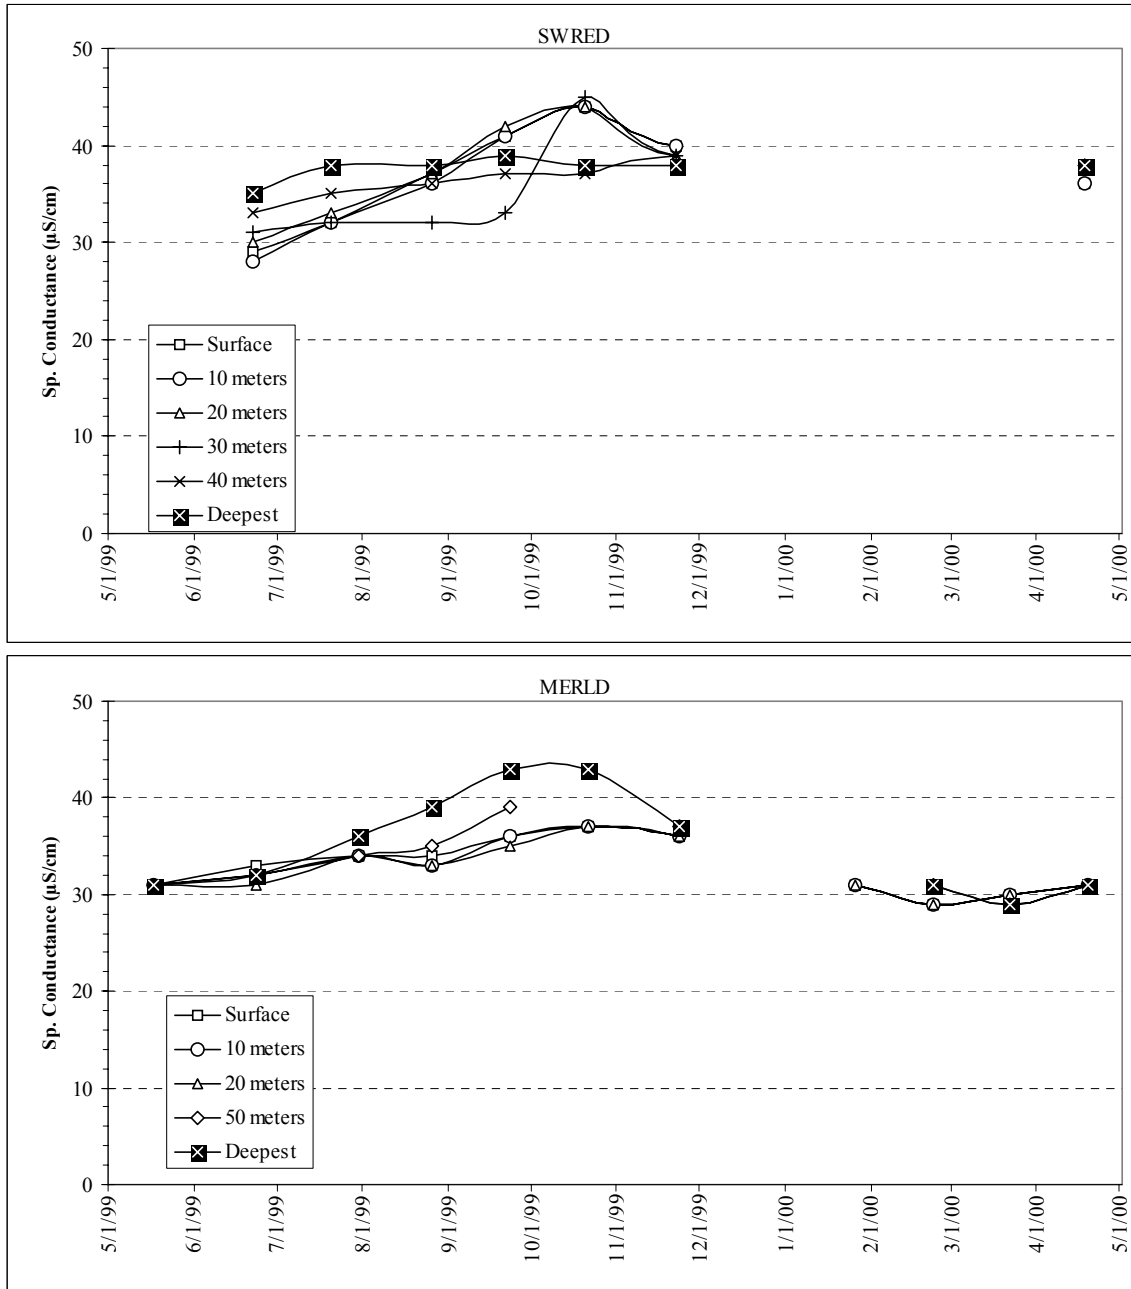 SWRED
50
40
30
20
10
0
Sp. Conductance (µS/cm)
Surface
10 meters
20 meters
30 meters
40 meters
Deepest
5/1/99
6/1/99
7/1/99
8/1/99
9/1/99
10/1/99
11/1/99
12/1/99
1/1/00
2/1/00
3/1/00
4/1/00
5/1/00
MERLD
50
40
30
20
10
0
Sp. Conductance (µS/cm)
Surface
10 meters
20 meters
50 meters
Deepest
5/1/99
6/1/99
7/1/99
8/1/99
9/1/99
10/1/99
11/1/99
12/1/99
1/1/00
2/1/00
3/1/00
4/1/00
5/1/00